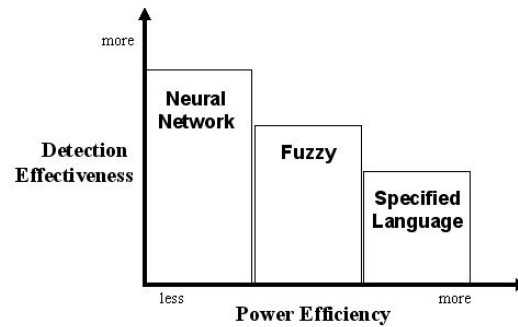 more
Neural
Network
Fuzzy
Detection
Effectiveness
Specified
Language
less
more
Power Efficiency